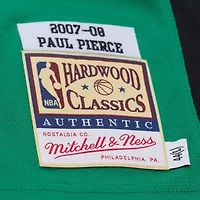 2007-08
PAUL PIERCE
HARDWOOD
NBA
CLASSICS
AUTHENTIC
NOSTALGIA CO.
Mitchell & Ness
PHILADELPHIA, PA.